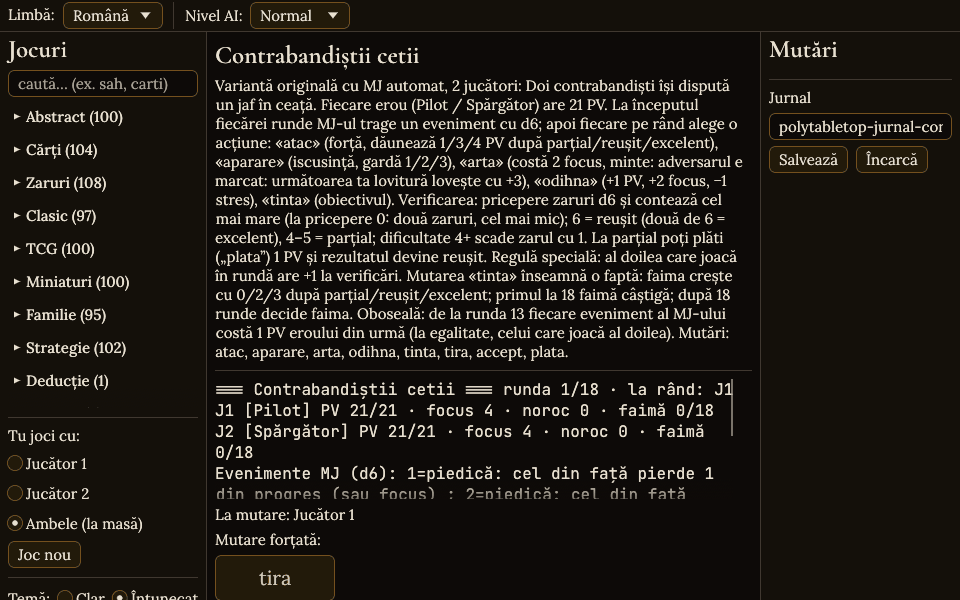 Limbă: Română ▼ Nivel AI: Normal ▼
Jocuri
caută... (ex. sah, carti)
▸ Abstract (100)
▸ Cărți (104)
▸ Zaruri (108)
▸ Clasic (97)
▸ TCG (100)
▸ Miniaturi (100)
▸ Familie (95)
▸ Strategie (102)
▸ Deducție (1)
Tu joci cu:
Jucător 1
Jucător 2
Ambele (la masă)
Joc nou
Temă: Clar Întunecat
Contrabandiștii cetii
Variantă originală cu MJ automat, 2 jucători: Doi contrabandiști își dispută
un jaf în ceață. Fiecare erou (Pilot / Spărgător) are 21 PV. La începutul
fiecărei runde MJ-ul trage un eveniment cu d6; apoi fiecare pe rând alege o
acțiune: «atac» (forță, dăunează 1/3/4 PV după parțial/reușit/excelent),
«aparare» (iscusință, gardă 1/2/3), «arta» (costă 2 focus, minte: adversarul e
marcat: următoarea ta lovitură lovește cu +3), «odihna» (+1 PV, +2 focus, −1
stres), «tinta» (obiectivul). Verificarea: pricepere zaruri d6 și contează cel
mai mare (la pricepere 0: două zaruri, cel mai mic); 6 = reușit (două de 6 =
excelent), 4–5 = parțial; dificultate 4+ scade zarul cu 1. La parțial poți plăti
(„plata”) 1 PV și rezultatul devine reușit. Regulă specială: al doilea care joacă
în rundă are +1 la verificări. Mutarea «tinta» înseamnă o faptă: faima crește
cu 0/2/3 după parțial/reușit/excelent; primul la 18 faimă câștigă; după 18
runde decide faima. Oboseală: de la runda 13 fiecare eveniment al MJ-ului
costă 1 PV eroului din urmă (la egalitate, celui care joacă al doilea). Mutări:
atac, aparare, arta, odihna, tinta, tira, accept, plata.
═══ Contrabandiștii cetii ═══ runda 1/18 · la rând: J1
J1 [Pilot] PV 21/21 · focus 4 · noroc 0 · faimă 0/18
J2 [Spărgător] PV 21/21 · focus 4 · noroc 0 · faimă
0/18
Evenimente MJ (d6): 1=piedică: cel din față pierde 1
din progres (sau focus) ; 2=piedică: cel din față
La mutare: Jucător 1
Mutare forțată:
tira
Mutări
Jurnal
polytabletop-jurnal-cor
Salvează Încarcă